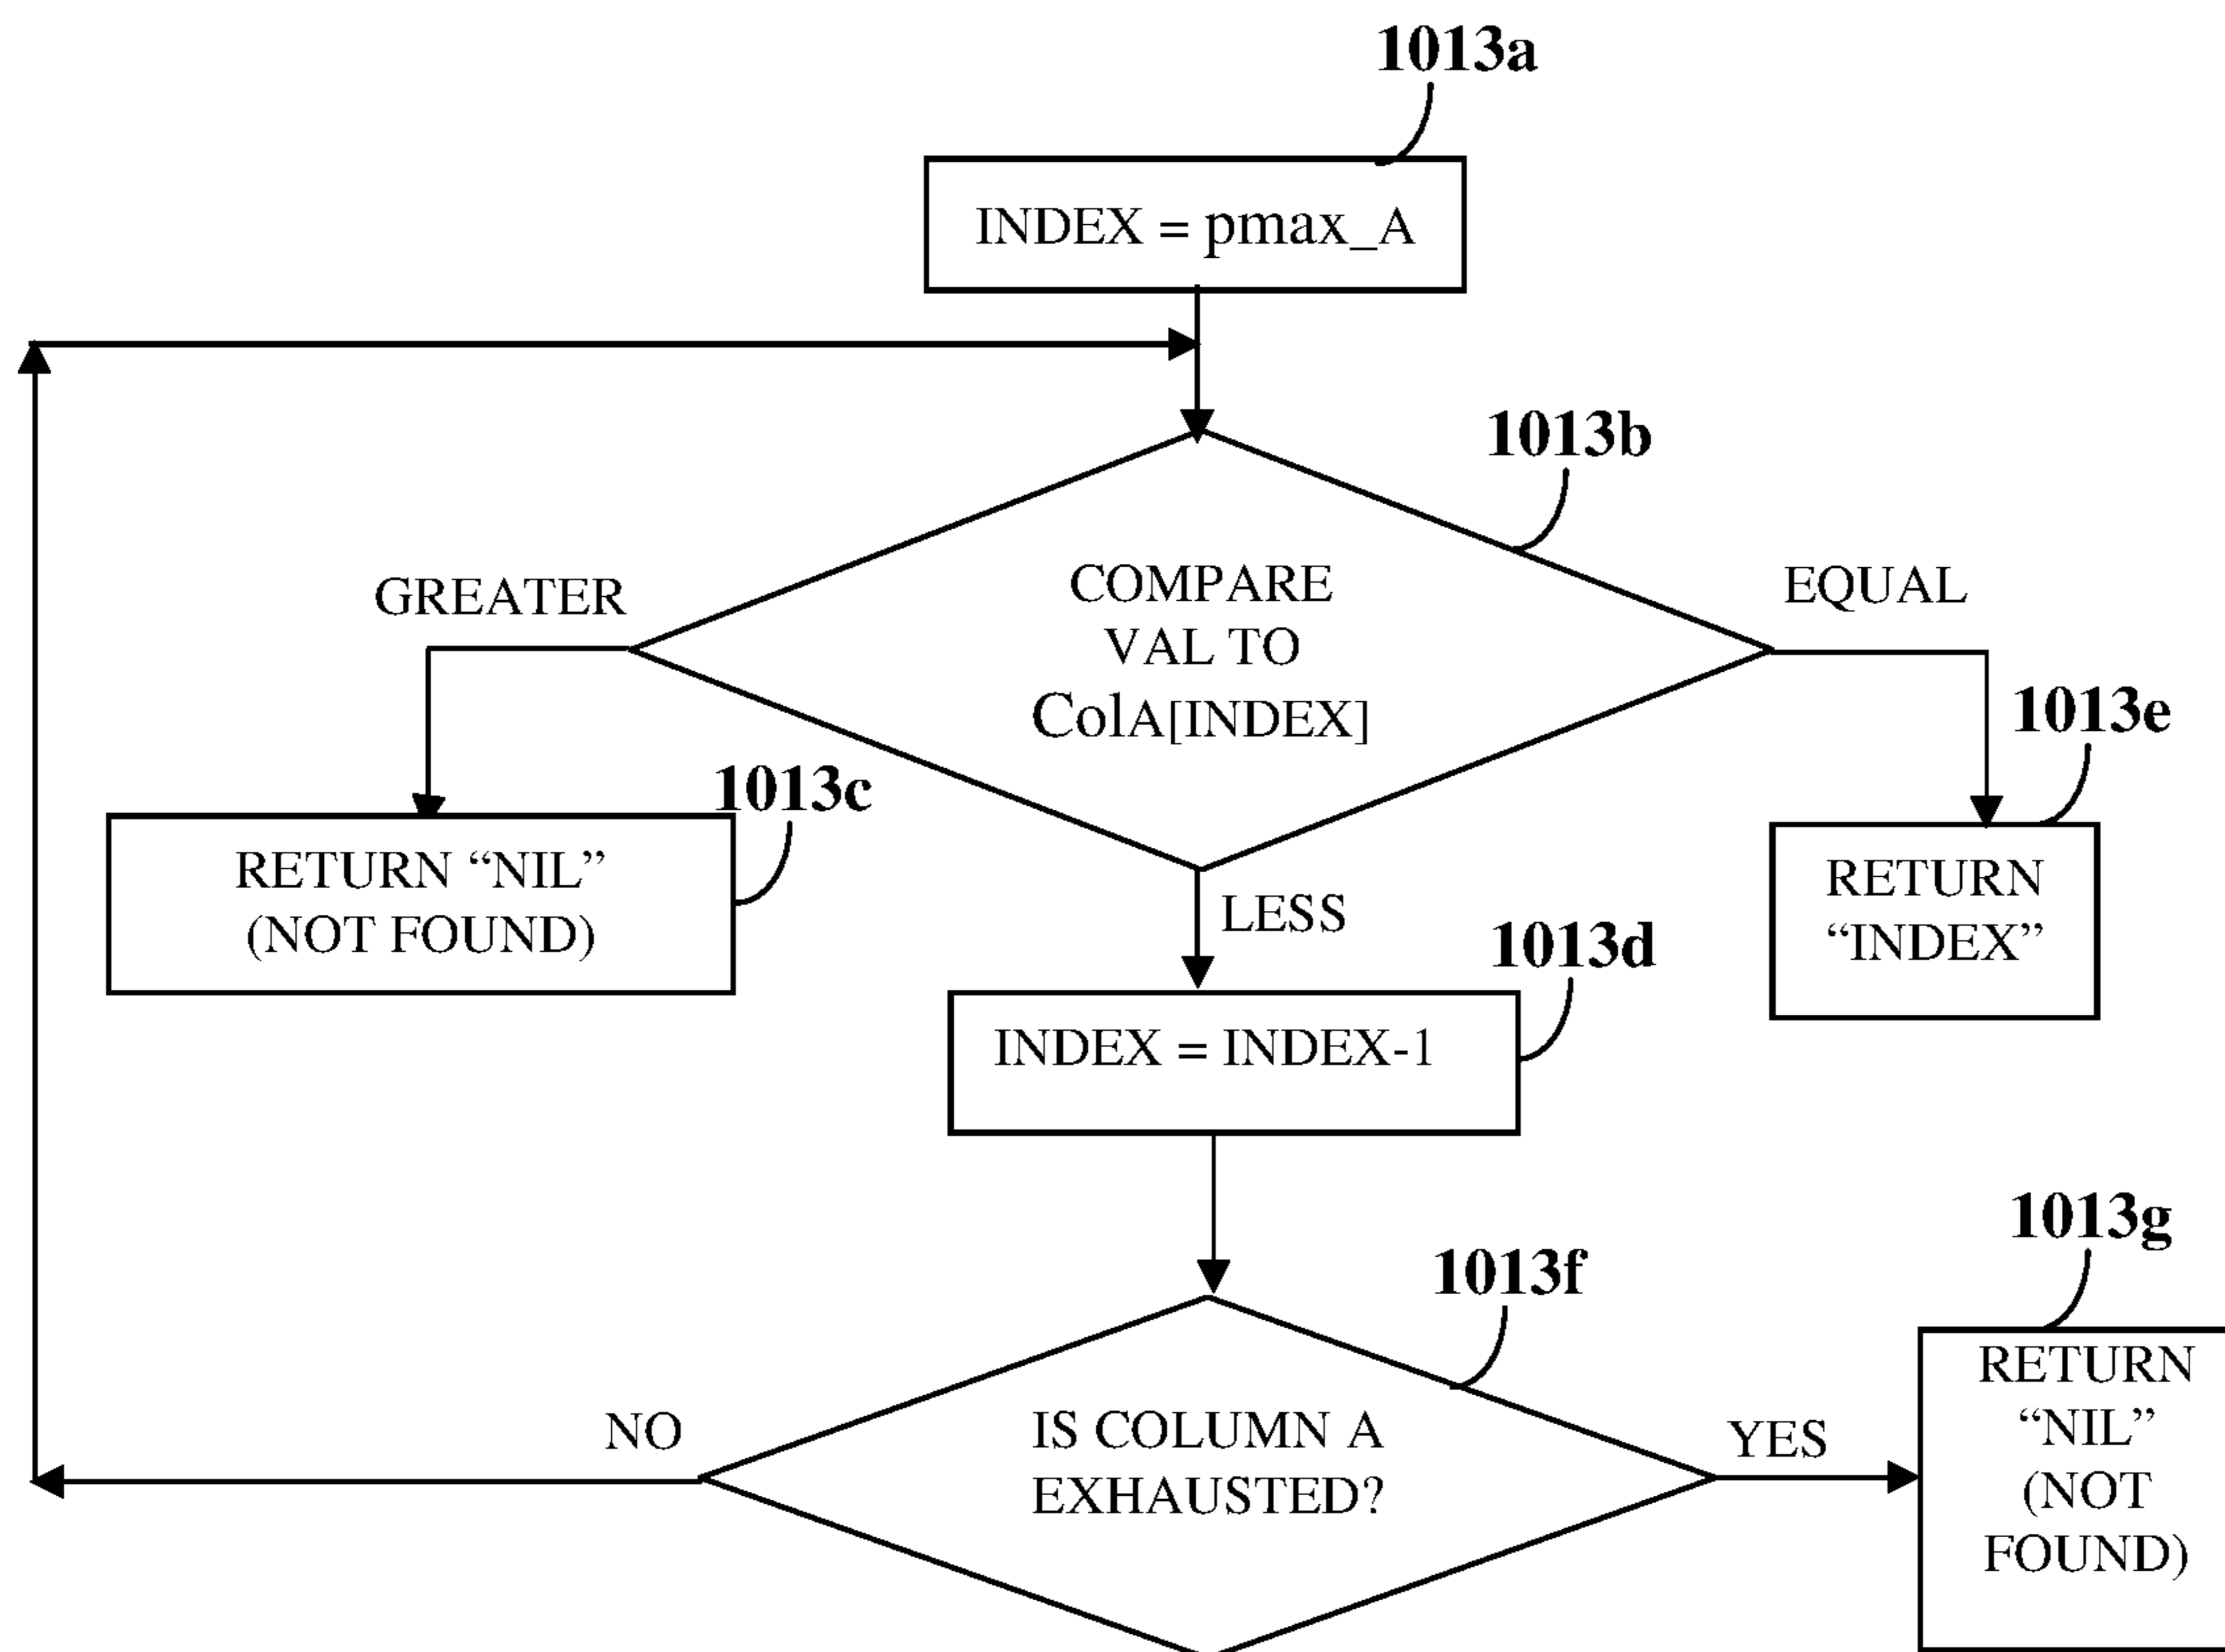 1013a
INDEX = pmax_A
1013b
COMPARE
VAL TO
ColA[INDEX]
GREATER
EQUAL
1013c
RETURN “NIL”
(NOT FOUND)
LESS
1013e
RETURN
“INDEX”
1013d
INDEX = INDEX-1
1013f
IS COLUMN A
EXHAUSTED?
NO
YES
1013g
RETURN
“NIL”
(NOT
FOUND)